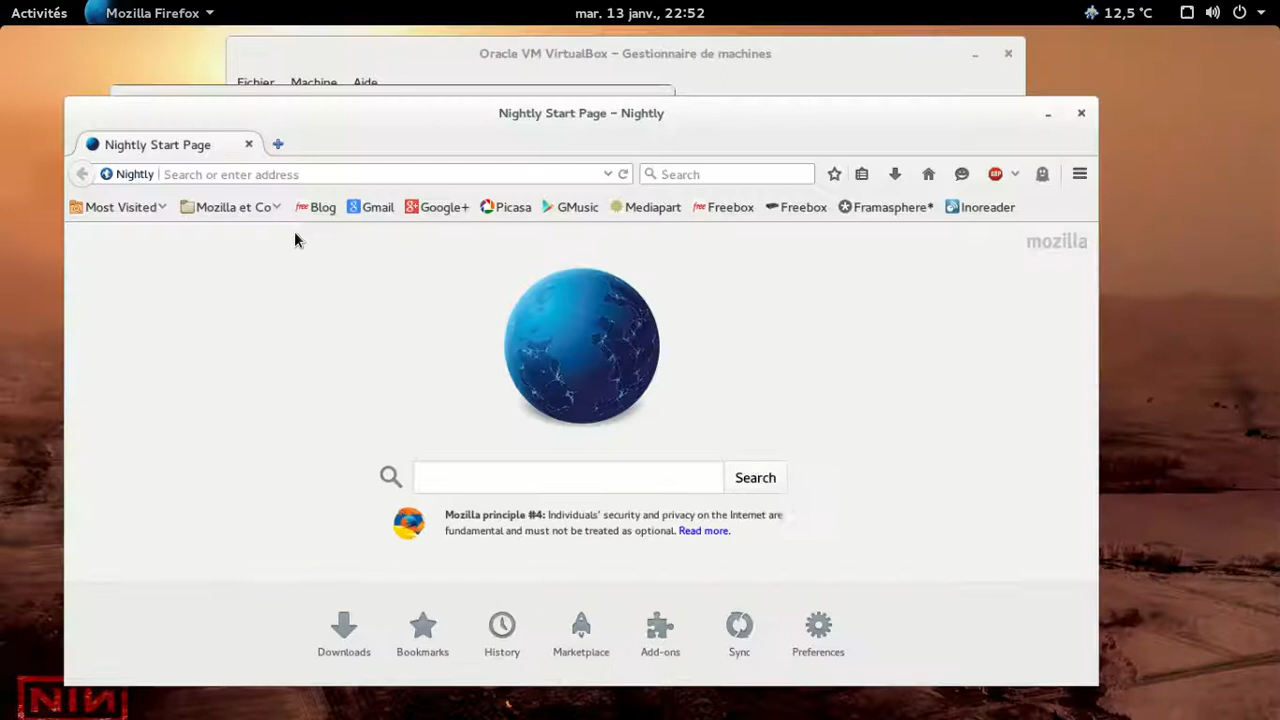 Activités Mozilla Firefox mar. 13 janv., 22:52 12,5 °C
Oracle VM VirtualBox – Gestionnaire de machines
Fichier Machine Aide
Nightly Start Page – Nightly
Nightly Start Page
Nightly Search or enter address Search ABP
Most Visited Mozilla et Co free Blog Gmail Google+ Picasa GMusic Mediapart free Freebox Freebox Framasphere* Inoreader
mozilla
Search
Mozilla principle #4: Individuals' security and privacy on the Internet are
fundamental and must not be treated as optional. Read more.
Downloads Bookmarks History Marketplace Add-ons Sync Preferences
NIИ